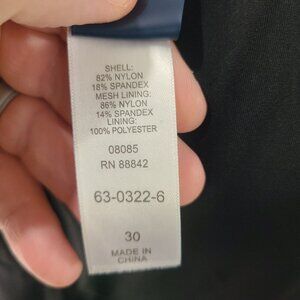 SHELL:
82% NYLON
18% SPANDEX
MESH LINING:
86% NYLON
14% SPANDEX
LINING:
100% POLYESTER
08085
RN 88842
63-0322-6
30
MADE IN
CHINA